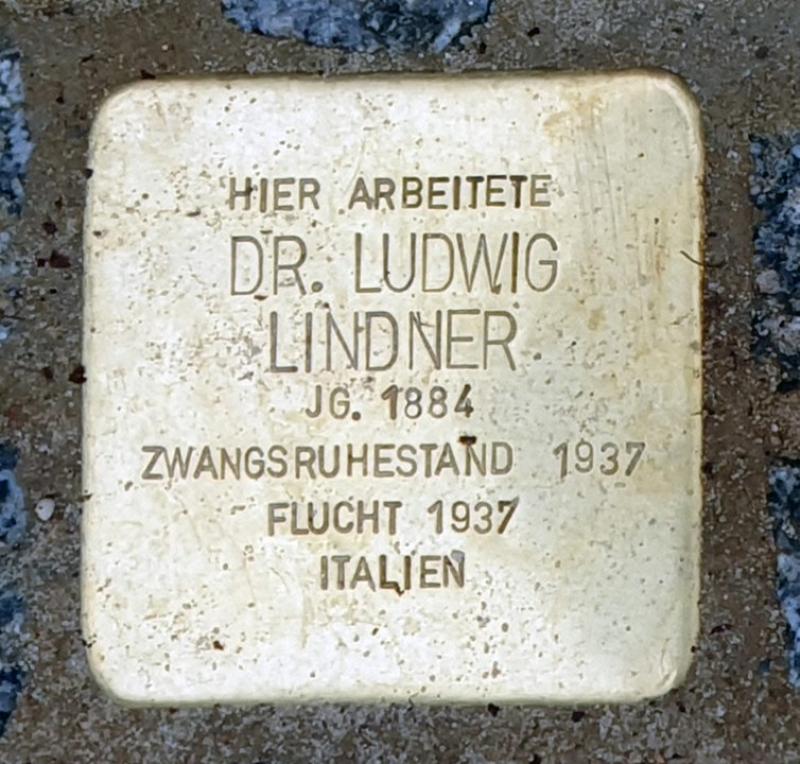 HIER ARBEITETE
DR. LUDWIG
LINDNER
JG. 1884
ZWANGSRUHESTAND 1937
FLUCHT 1937
ITALIEN